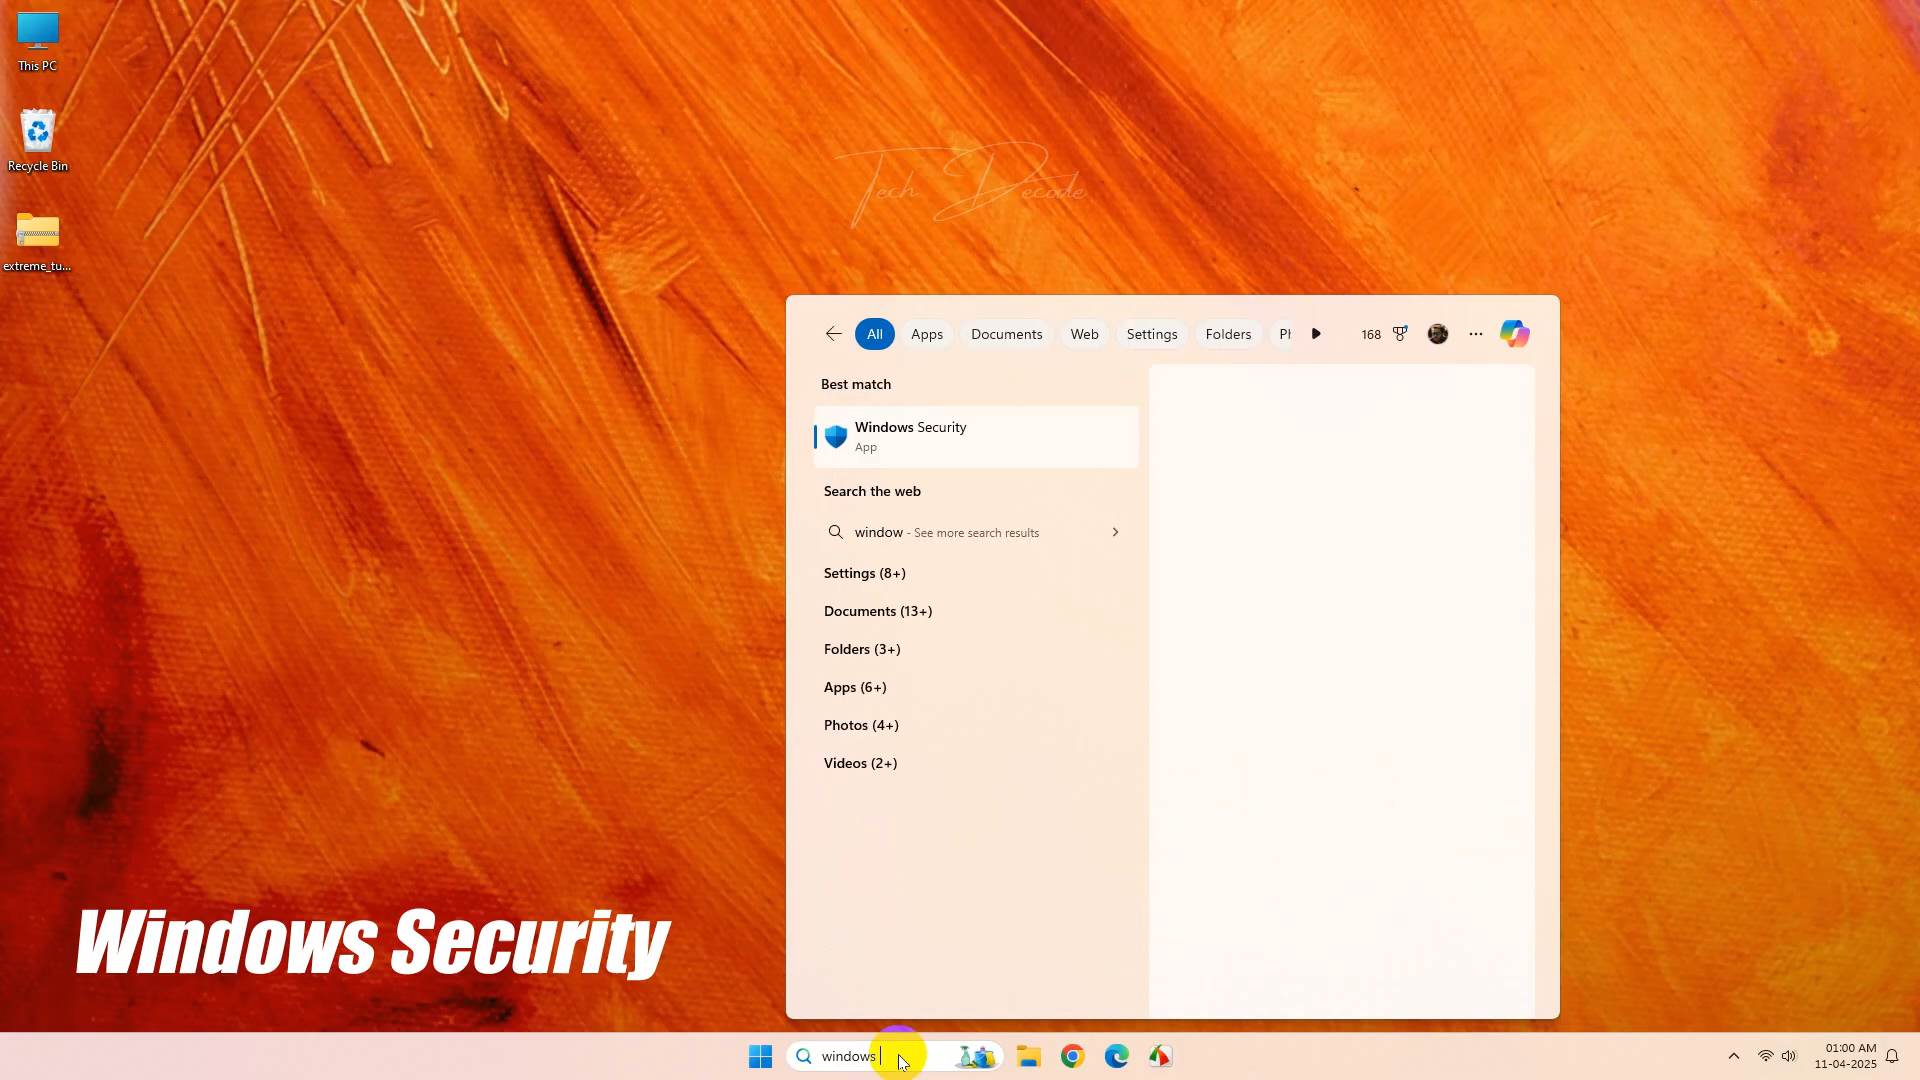 This PC
Recycle Bin
extreme_tu...
Tech Decode
All
Apps
Documents
Web
Settings
Folders
168
Best match
Windows Security
App
Search the web
window - See more search results
Settings (8+)
Documents (13+)
Folders (3+)
Apps (6+)
Photos (4+)
Videos (2+)
Windows Security
windows
01:00 AM
11-04-2025